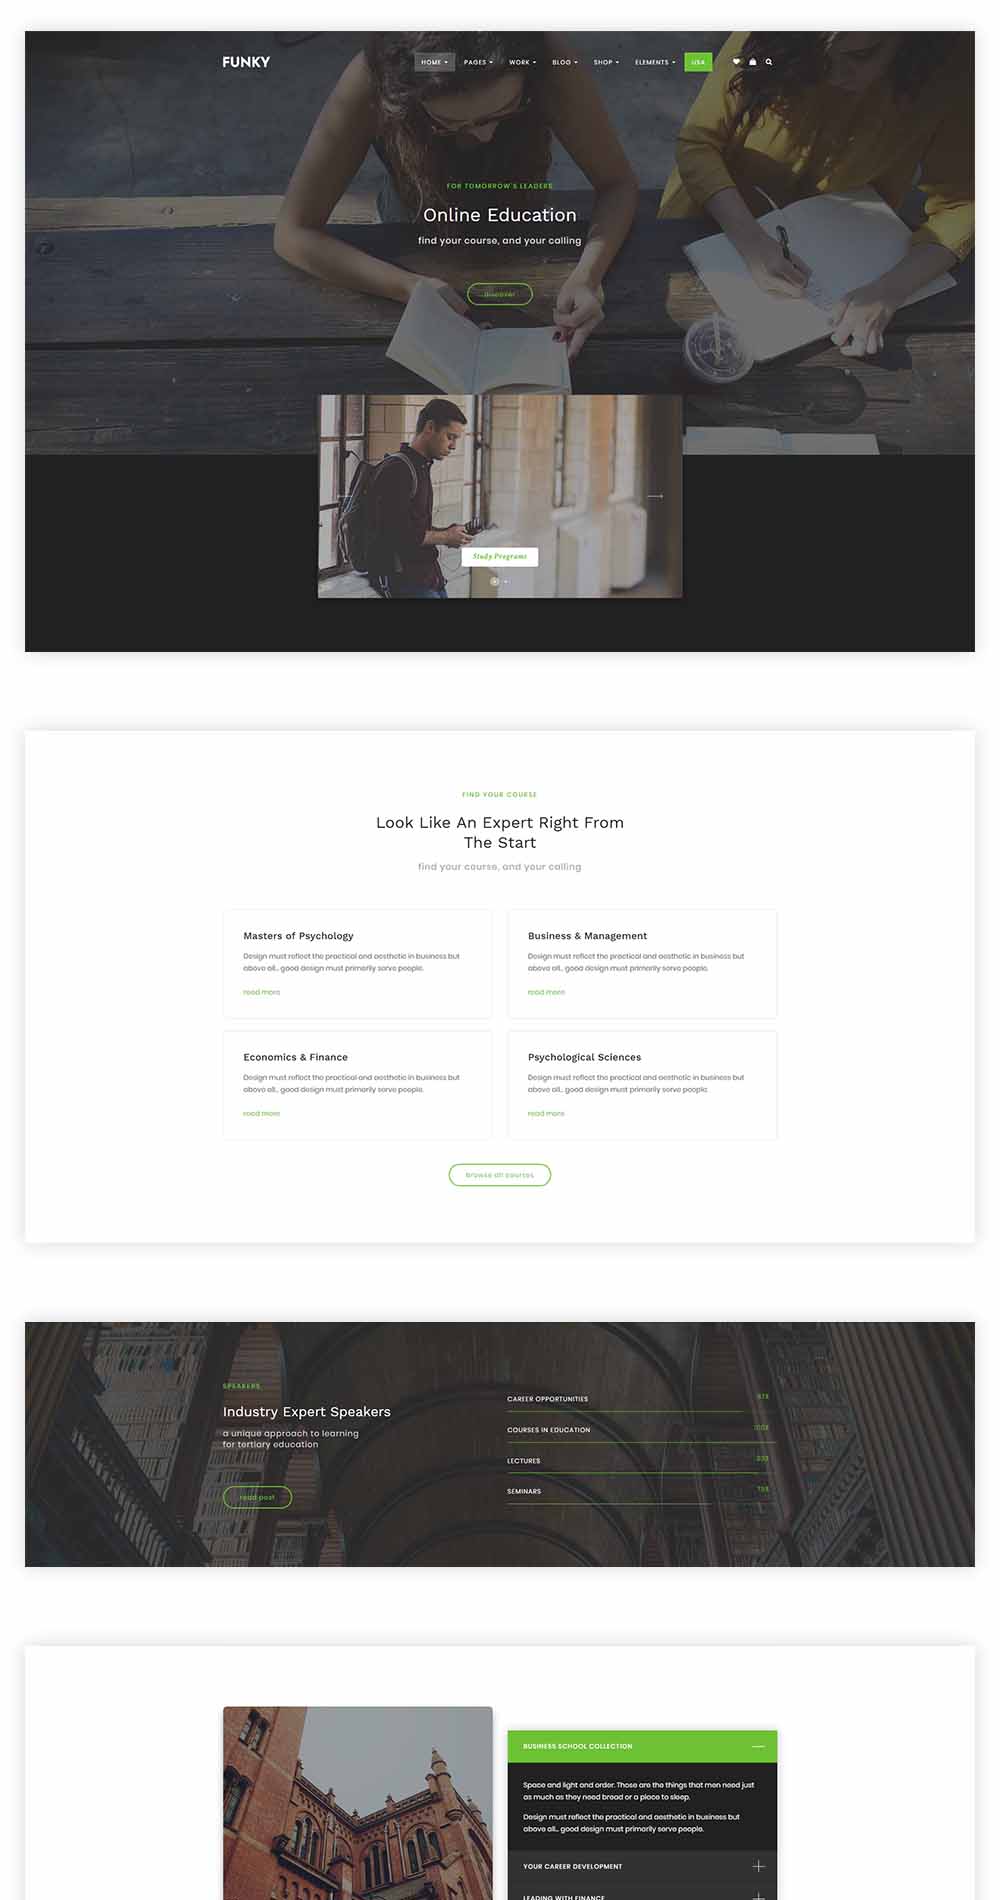 FUNKY
HOME PAGES WORK BLOG SHOP ELEMENTS USA
FOR TOMORROW'S LEADERS
Online Education
find your course, and your calling
discover
Study Programs
FIND YOUR COURSE
Look Like An Expert Right From
The Start
find your course, and your calling
Masters of Psychology
Design must reflect the practical and aesthetic in business but
above all... good design must primarily serve people.
read more
Business & Management
Design must reflect the practical and aesthetic in business but
above all... good design must primarily serve people.
read more
Economics & Finance
Design must reflect the practical and aesthetic in business but
above all... good design must primarily serve people.
read more
Psychological Sciences
Design must reflect the practical and aesthetic in business but
above all... good design must primarily serve people.
read more
Browse all courses
SPEAKERS
Industry Expert Speakers
a unique approach to learning
for tertiary education
read post
CAREER OPPORTUNITIES
COURSES IN EDUCATION
LECTURES
SEMINARS
BUSINESS SCHOOL COLLECTION
Space and light and order. Those are the things that men need just
as much as they need bread or a place to sleep.
Design must reflect the practical and aesthetic in business but
above all... good design must primarily serve people.
YOUR CAREER DEVELOPMENT
LEADING WITH FINANCE